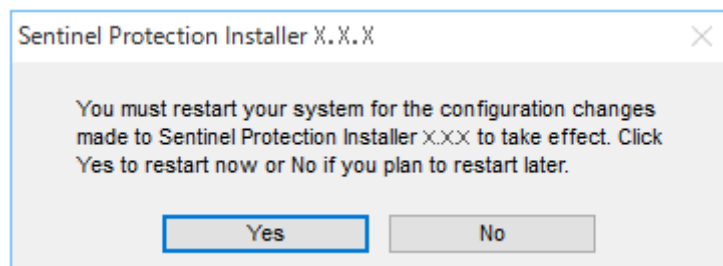 Sentinel Protection Installer X.X.X
You must restart your system for the configuration changes
made to Sentinel Protection Installer X.X.X to take effect. Click
Yes to restart now or No if you plan to restart later.
Yes
No